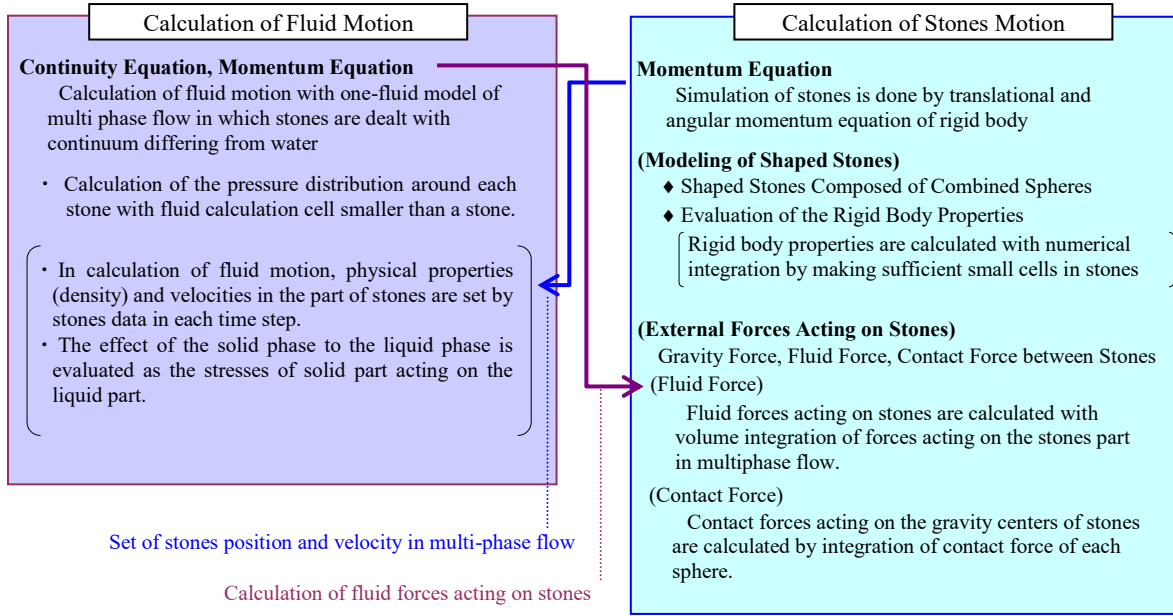 Calculation of Fluid Motion
Continuity Equation, Momentum Equation
Calculation of fluid motion with one-fluid model of
multi phase flow in which stones are dealt with
continuum differing from water
・ Calculation of the pressure distribution around each
stone with fluid calculation cell smaller than a stone.
・ In calculation of fluid motion, physical properties
(density) and velocities in the part of stones are set by
stones data in each time step.
・ The effect of the solid phase to the liquid phase is
evaluated as the stresses of solid part acting on the
liquid part.
Calculation of Stones Motion
Momentum Equation
Simulation of stones is done by translational and
angular momentum equation of rigid body
(Modeling of Shaped Stones)
♦ Shaped Stones Composed of Combined Spheres
♦ Evaluation of the Rigid Body Properties
Rigid body properties are calculated with numerical
integration by making sufficient small cells in stones
(External Forces Acting on Stones)
Gravity Force, Fluid Force, Contact Force between Stones
(Fluid Force)
Fluid forces acting on stones are calculated with
volume integration of forces acting on the stones part
in multiphase flow.
(Contact Force)
Contact forces acting on the gravity centers of stones
are calculated by integration of contact force of each
sphere.
Set of stones position and velocity in multi-phase flow
Calculation of fluid forces acting on stones